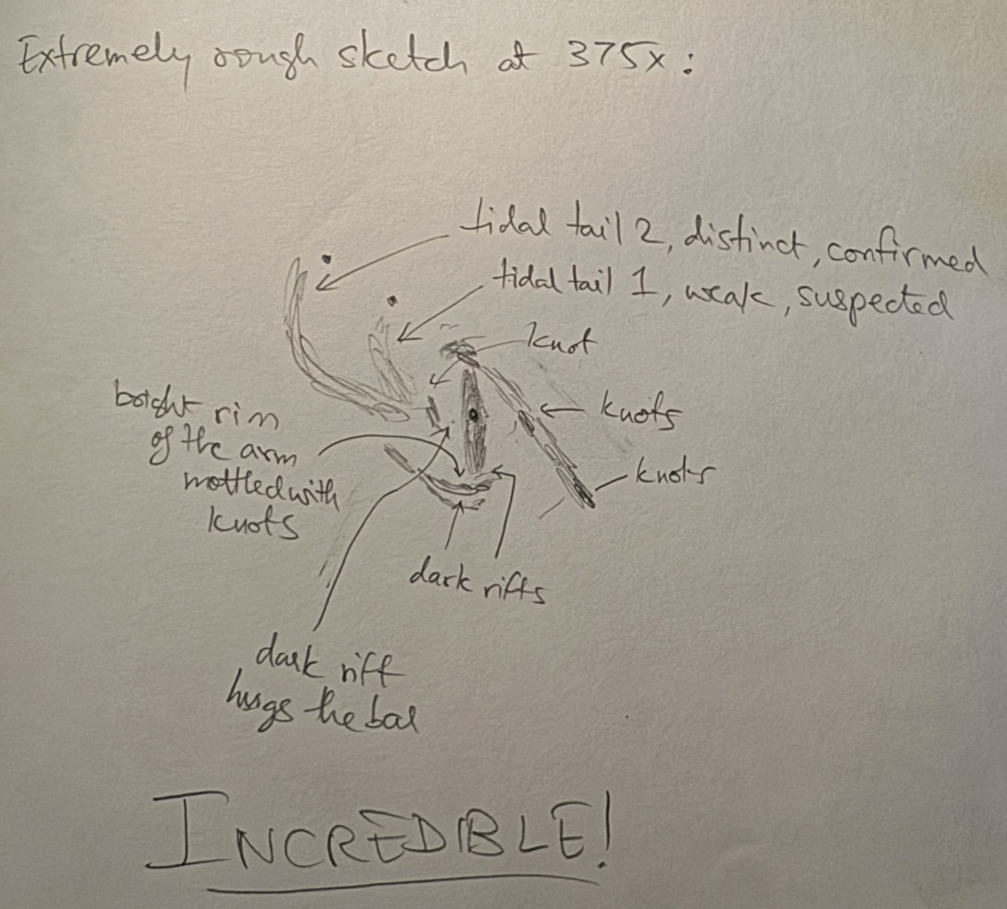 Extremely rough sketch at 375x:
tidal tail 2, distinct, confirmed
tidal tail 1, weak, suspected
knot
knots
knots
bright rim
of the arm
mottled with
knots
dark rifts
dark rift
hugs the bar
INCREDIBLE!